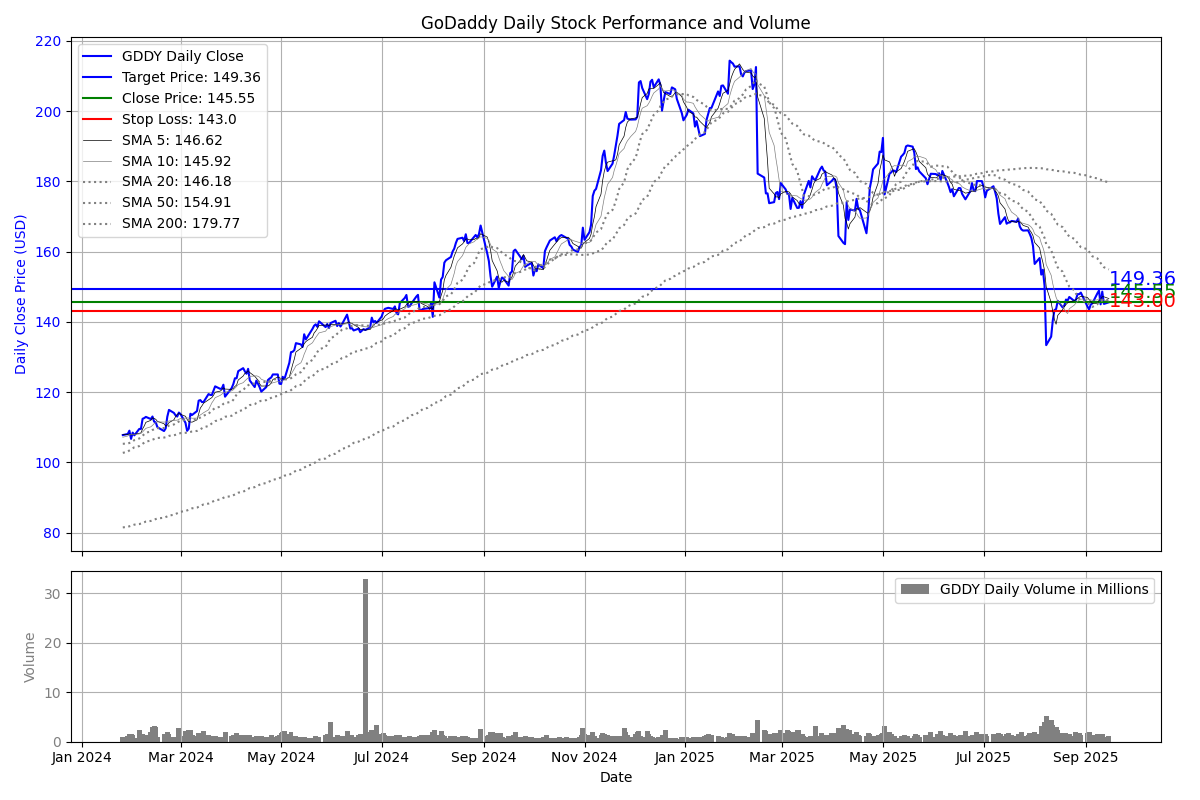 GoDaddy Daily Stock Performance and Volume
220
200
180
160
140
120
100
80
Daily Close Price (USD)
GDDY Daily Close
Target Price: 149.36
Close Price: 145.55
Stop Loss: 143.0
SMA 5: 146.62
SMA 10: 145.92
SMA 20: 146.18
SMA 50: 154.91
SMA 200: 179.77
149.36
145.55
143.00
30
20
10
0
Volume
GDDY Daily Volume in Millions
Jan 2024
Mar 2024
May 2024
Jul 2024
Sep 2024
Nov 2024
Jan 2025
Mar 2025
May 2025
Jul 2025
Sep 2025
Date